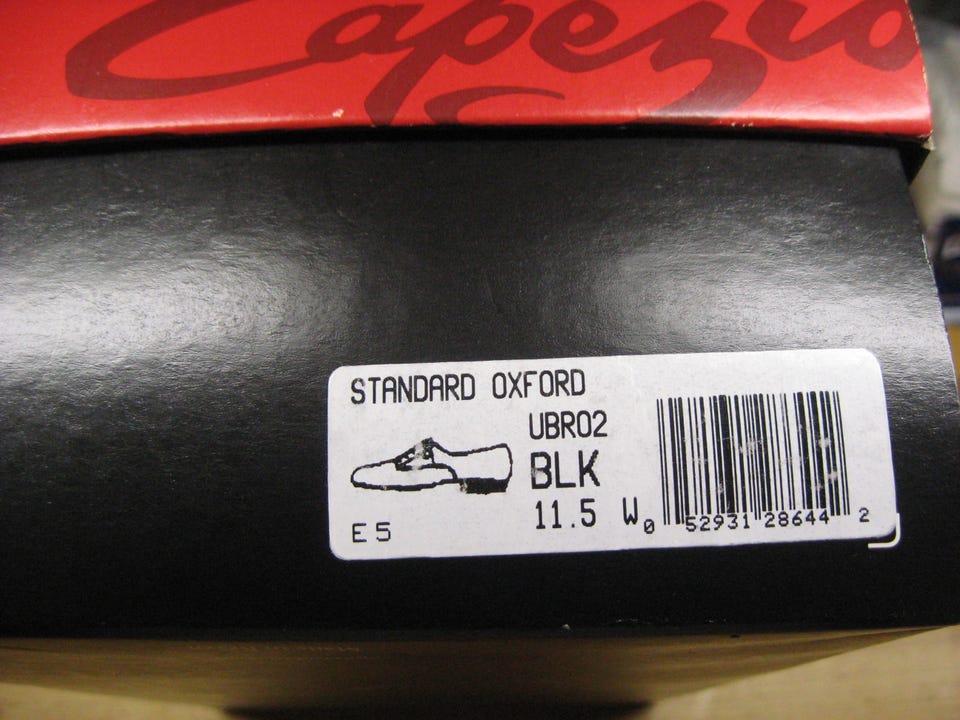 Capezio
STANDARD OXFORD
UBR02
BLK
11.5 W
E5
0 52931 28644 2